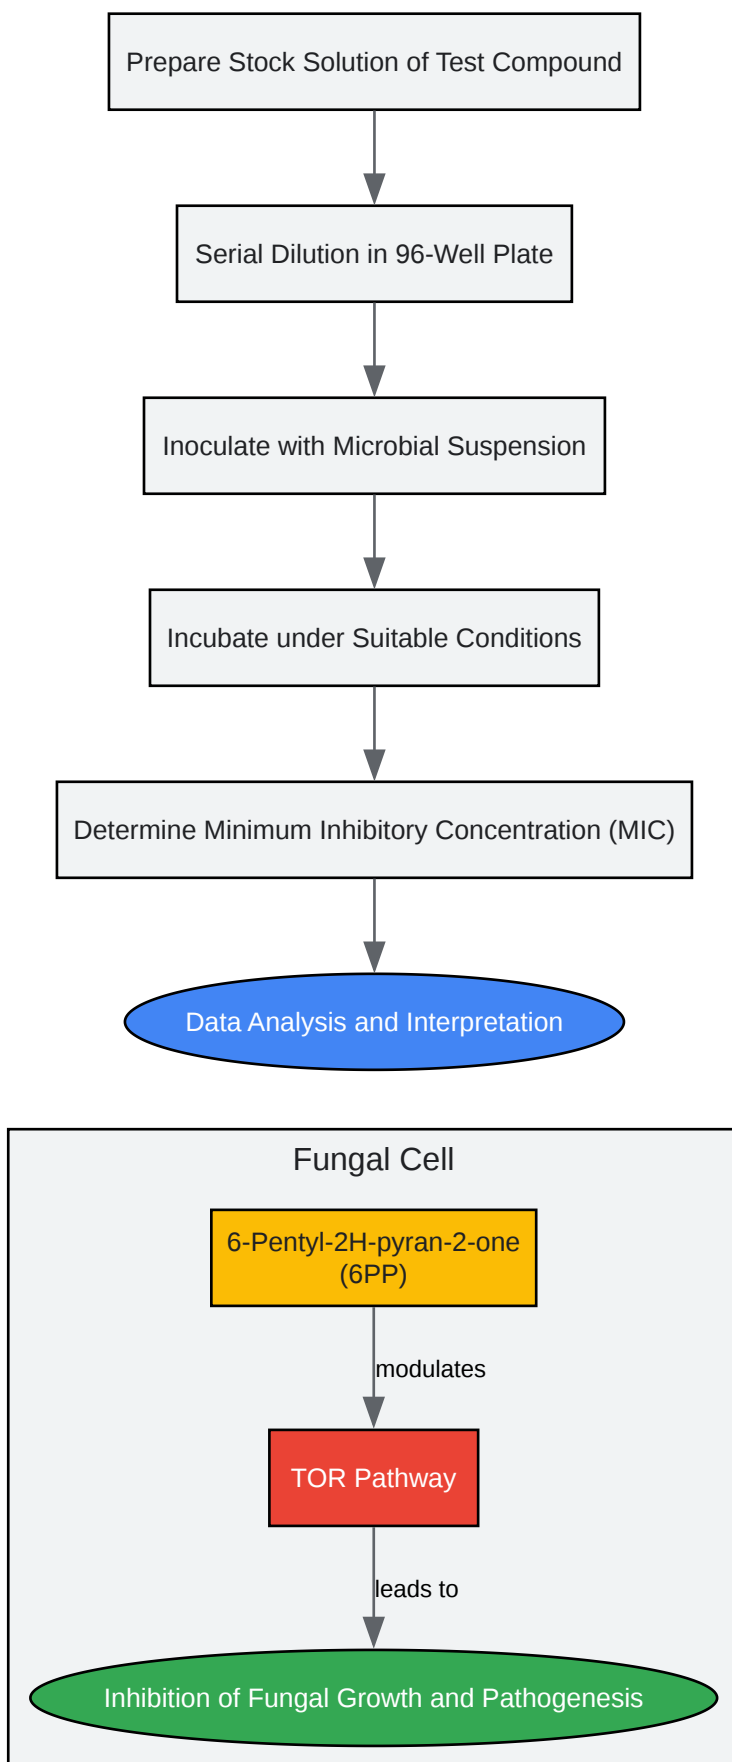 Prepare Stock Solution of Test Compound
Serial Dilution in 96-Well Plate
Inoculate with Microbial Suspension
Incubate under Suitable Conditions
Determine Minimum Inhibitory Concentration (MIC)
Data Analysis and Interpretation
Fungal Cell
6-Pentyl-2H-pyran-2-one
(6PP)
modulates
TOR Pathway
leads to
Inhibition of Fungal Growth and Pathogenesis